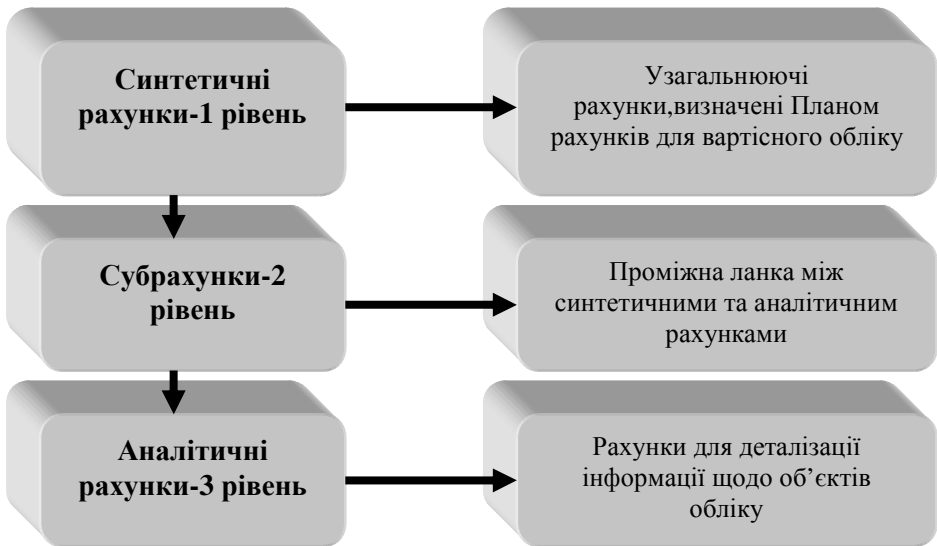 Синтетичні
рахунки-1 рівень
Узагальнюючі
рахунки,визначені Планом
рахунків для вартісного обліку
Субрахунки-2
рівень
Проміжна ланка між
синтетичними та аналітичним
рахунками
Аналітичні
рахунки-3 рівень
Рахунки для деталізації
інформації щодо об’єктів
обліку